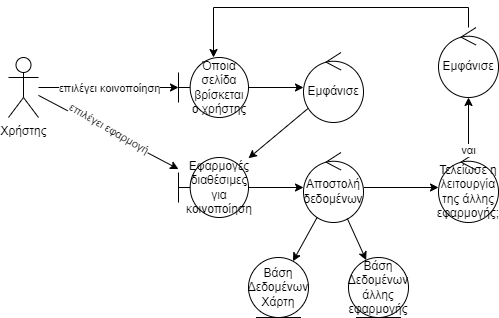 Όποια
σελίδα
βρίσκεται
ο χρήστης
Εμφάνισε
Εμφάνισε
επιλέγει κοινοποίηση
Χρήστης
επιλέγει εφαρμογή
ναι
Εφαρμογές
διαθέσιμες
για
κοινοποίηση
Αποστολή
δεδομένων
Τελείωσε η
λειτουργία
της άλλης
εφαρμογής;
Βάση
Δεδομένων
Χάρτη
Βάση
Δεδομένων
άλλης
εφαρμογής